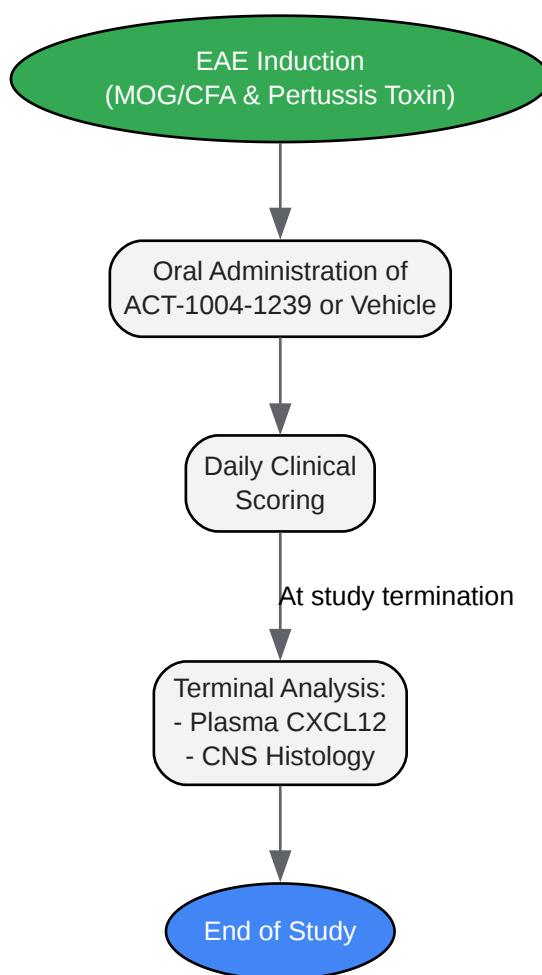 EAE Induction
(MOG/CFA & Pertussis Toxin)
Oral Administration of
ACT-1004-1239 or Vehicle
Daily Clinical
Scoring
At study termination
Terminal Analysis:
- Plasma CXCL12
- CNS Histology
End of Study